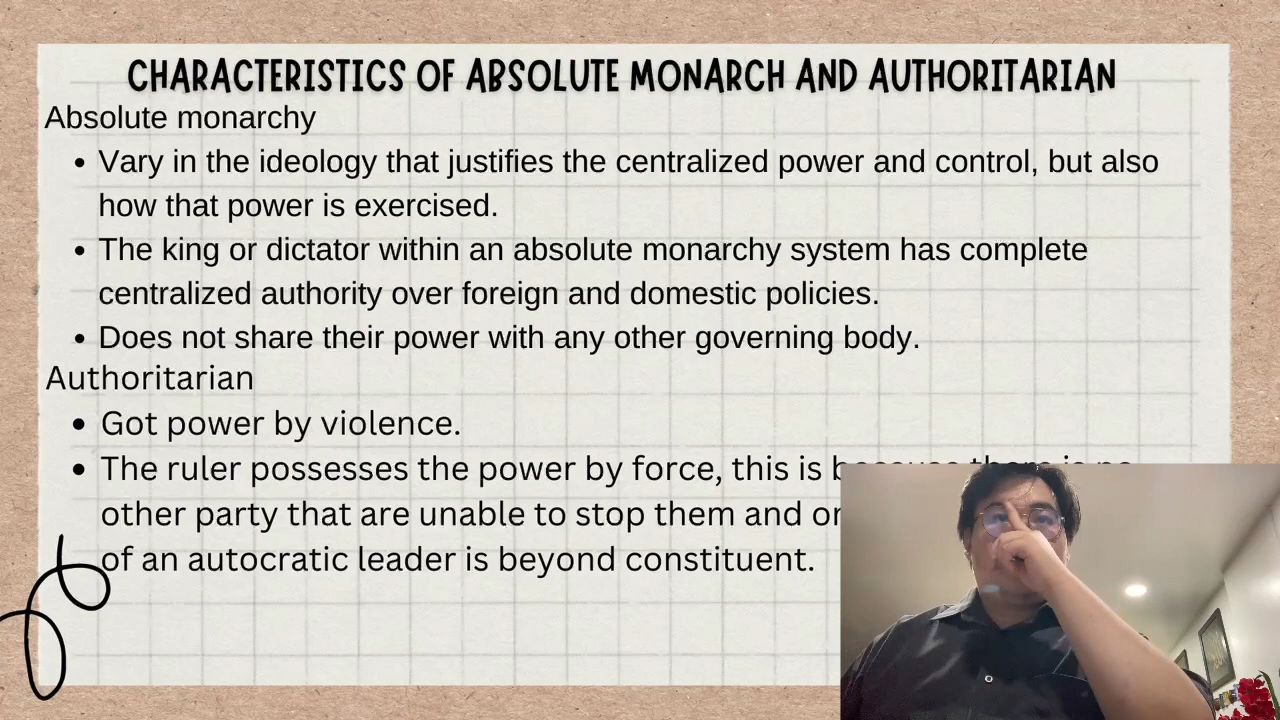 CHARACTERISTICS OF ABSOLUTE MONARCH AND AUTHORITARIAN
Absolute monarchy
• Vary in the ideology that justifies the centralized power and control, but also
how that power is exercised.
• The king or dictator within an absolute monarchy system has complete
centralized authority over foreign and domestic policies.
• Does not share their power with any other governing body.
Authoritarian
• Got power by violence.
• The ruler possesses the power by force, this is because there is no
other party that are unable to stop them and
of an autocratic leader is beyond constituent.